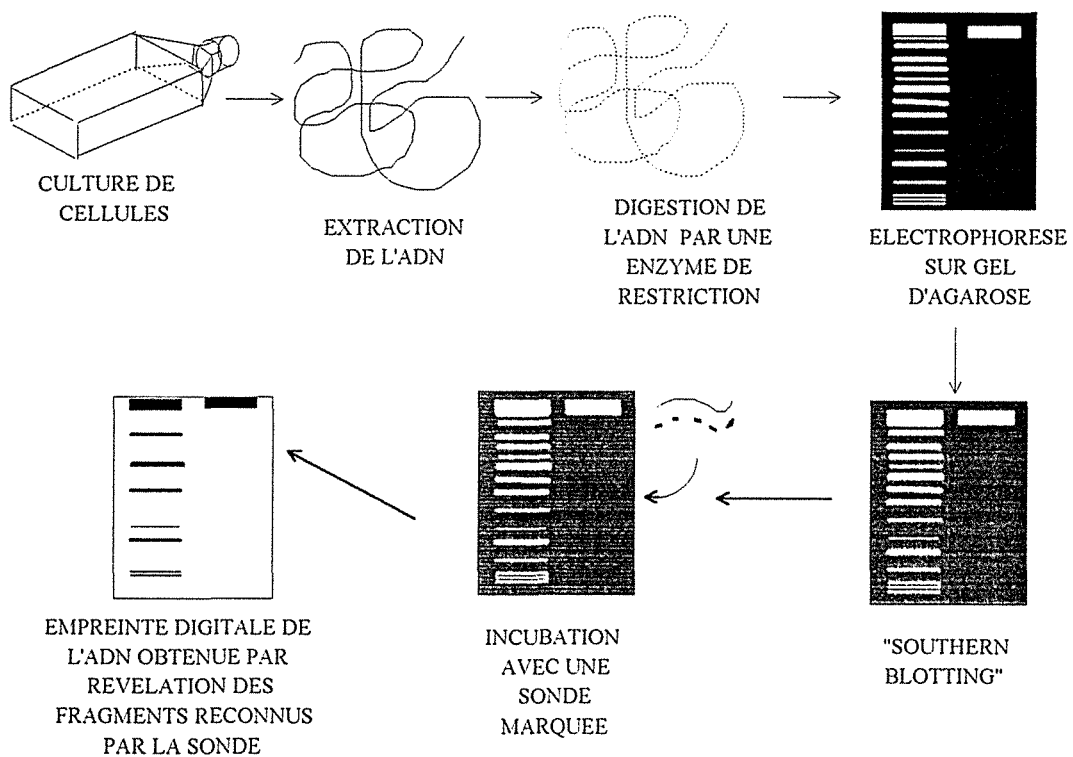 CULTURE DE
CELLULES
EXTRACTION
DE L'ADN
DIGESTION DE
L'ADN PAR UNE
ENZYME DE
RESTRICTION
ELECTROPHORESE
SUR GEL
D'AGAROSE
"SOUTHERN
BLOTTING"
INCUBATION
AVEC UNE
SONDE
MARQUEE
EMPREINTE DIGITALE DE
L'ADN OBTENUE PAR
REVELATION DES
FRAGMENTS RECONNUS
PAR LA SONDE